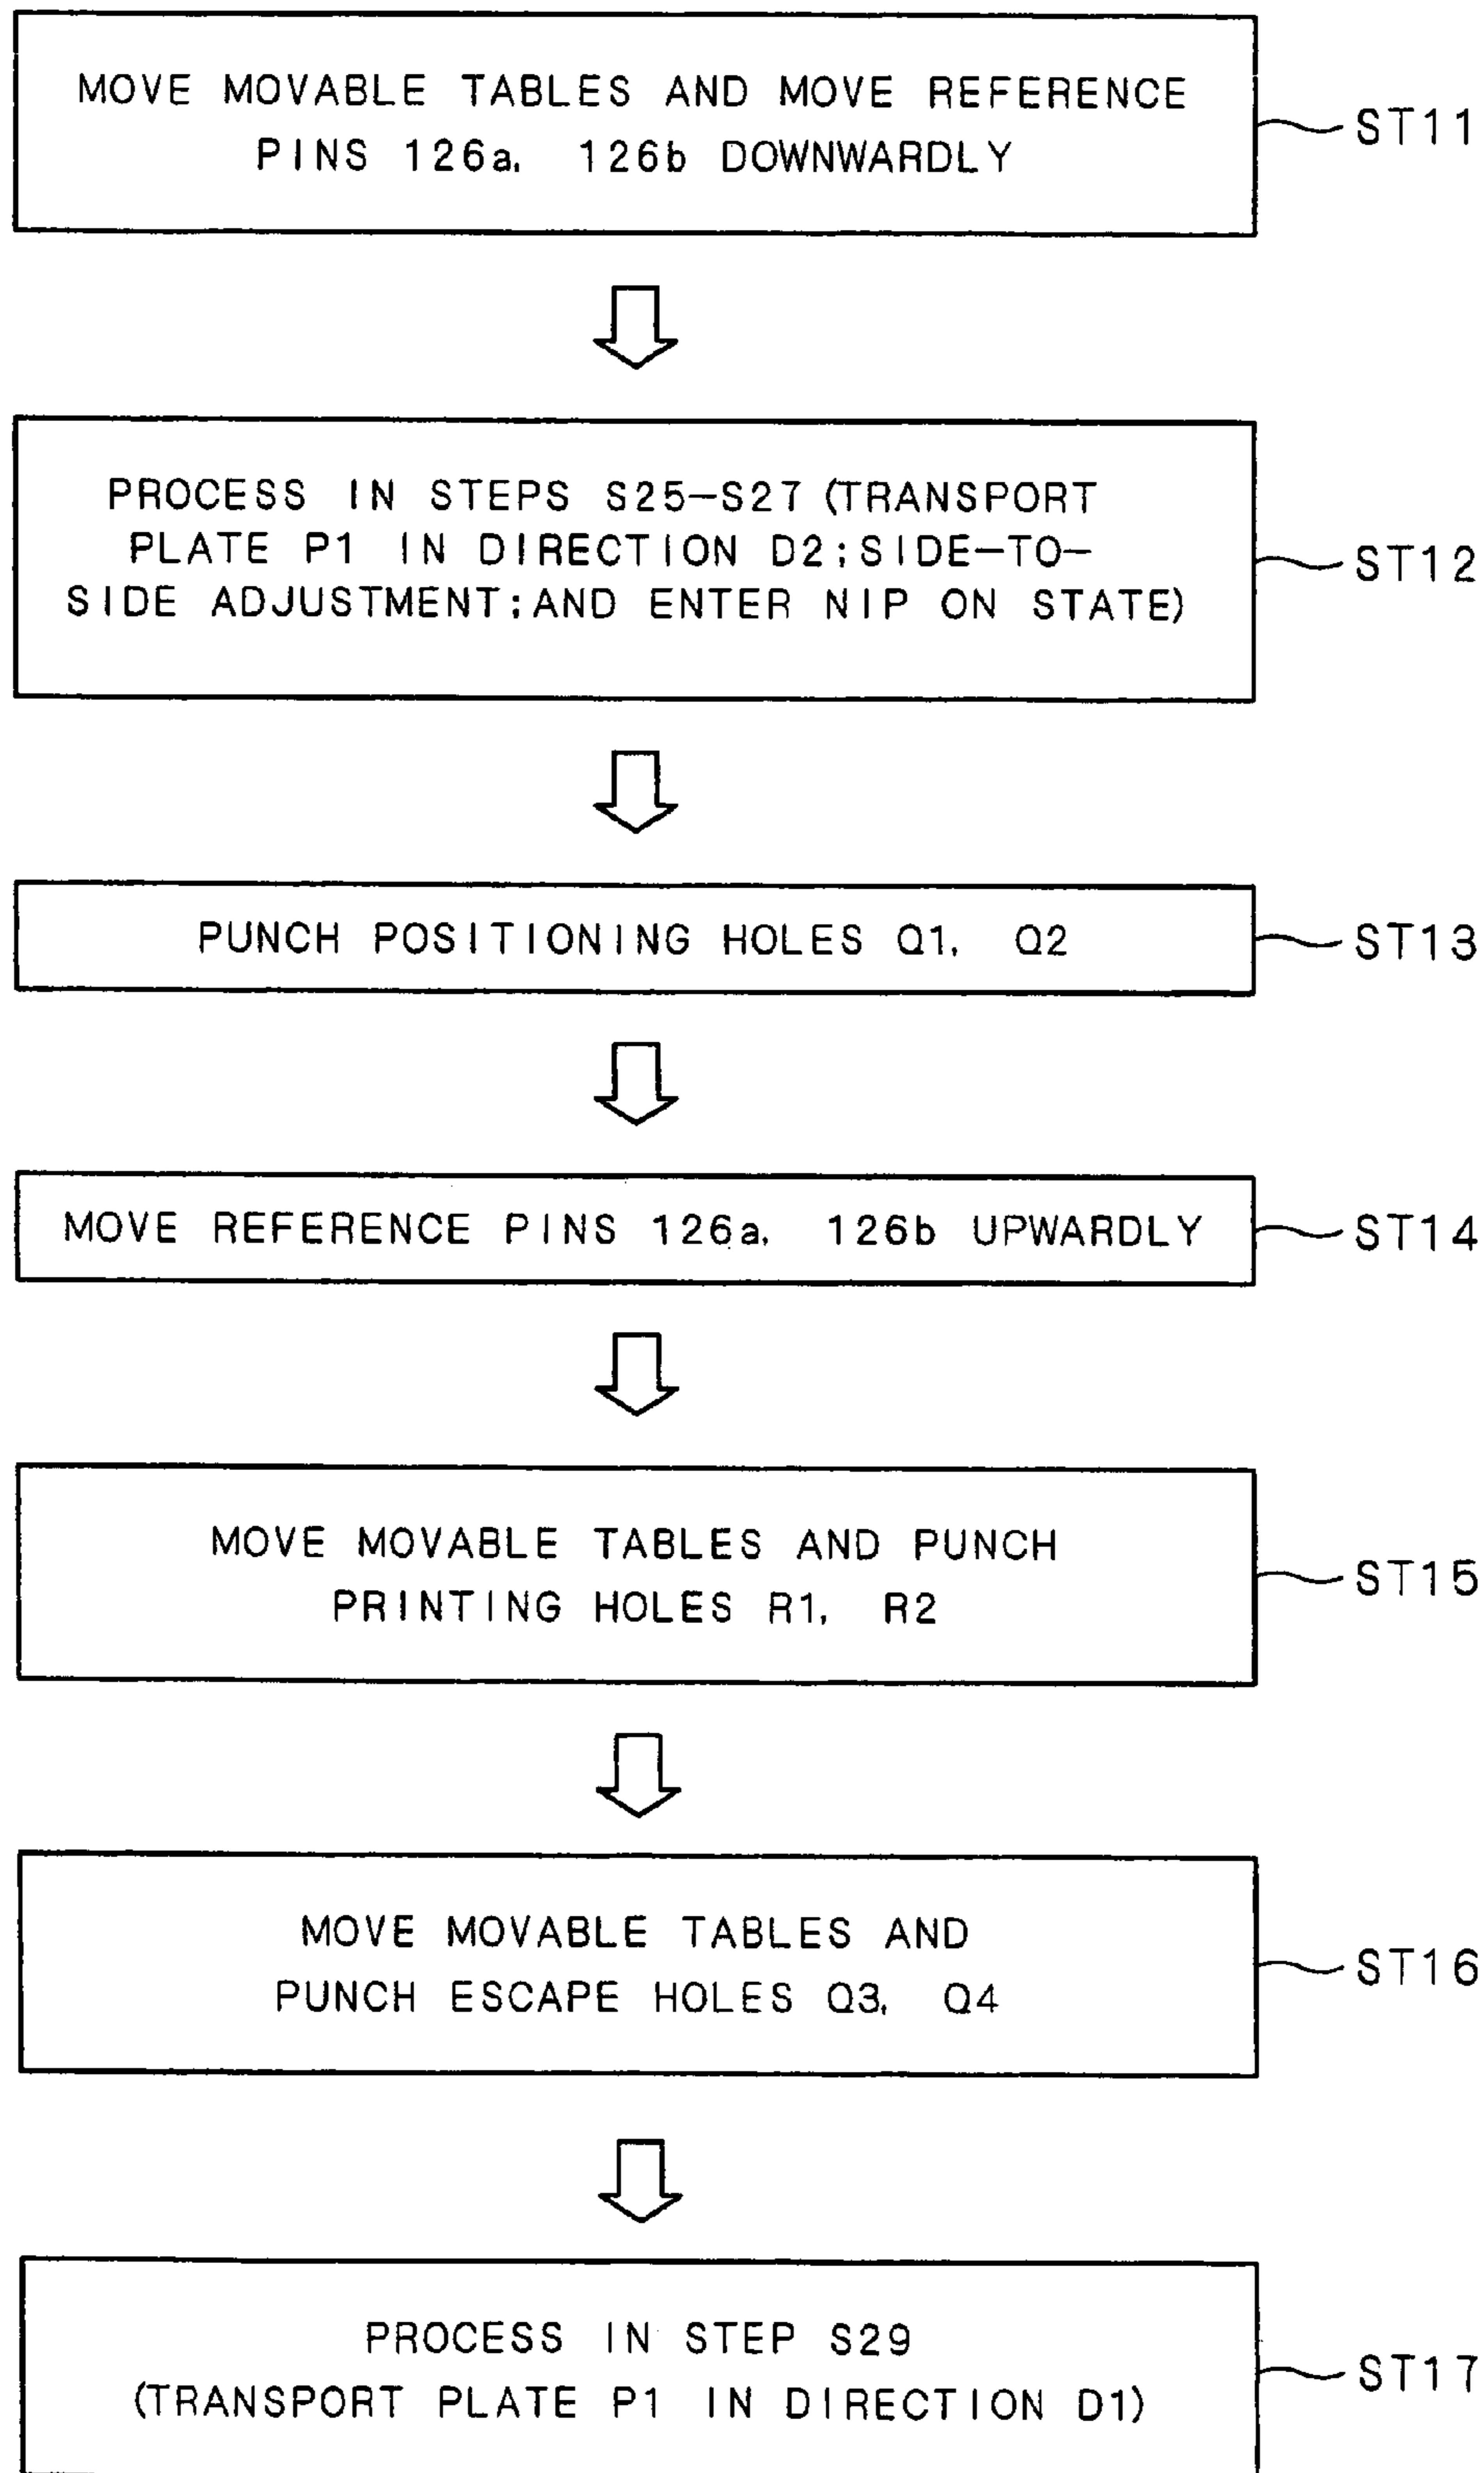 MOVE MOVABLE TABLES AND MOVE REFERENCE
PINS 126a, 126b DOWNWARDLY
ST11
PROCESS IN STEPS S25-S27 (TRANSPORT
PLATE P1 IN DIRECTION D2;SIDE-TO-
SIDE ADJUSTMENT;AND ENTER NIP ON STATE)
ST12
PUNCH POSITIONING HOLES Q1, Q2
ST13
MOVE REFERENCE PINS 126a, 126b UPWARDLY
ST14
MOVE MOVABLE TABLES AND PUNCH
PRINTING HOLES R1, R2
ST15
MOVE MOVABLE TABLES AND
PUNCH ESCAPE HOLES Q3, Q4
ST16
PROCESS IN STEP S29
(TRANSPORT PLATE P1 IN DIRECTION D1)
ST17